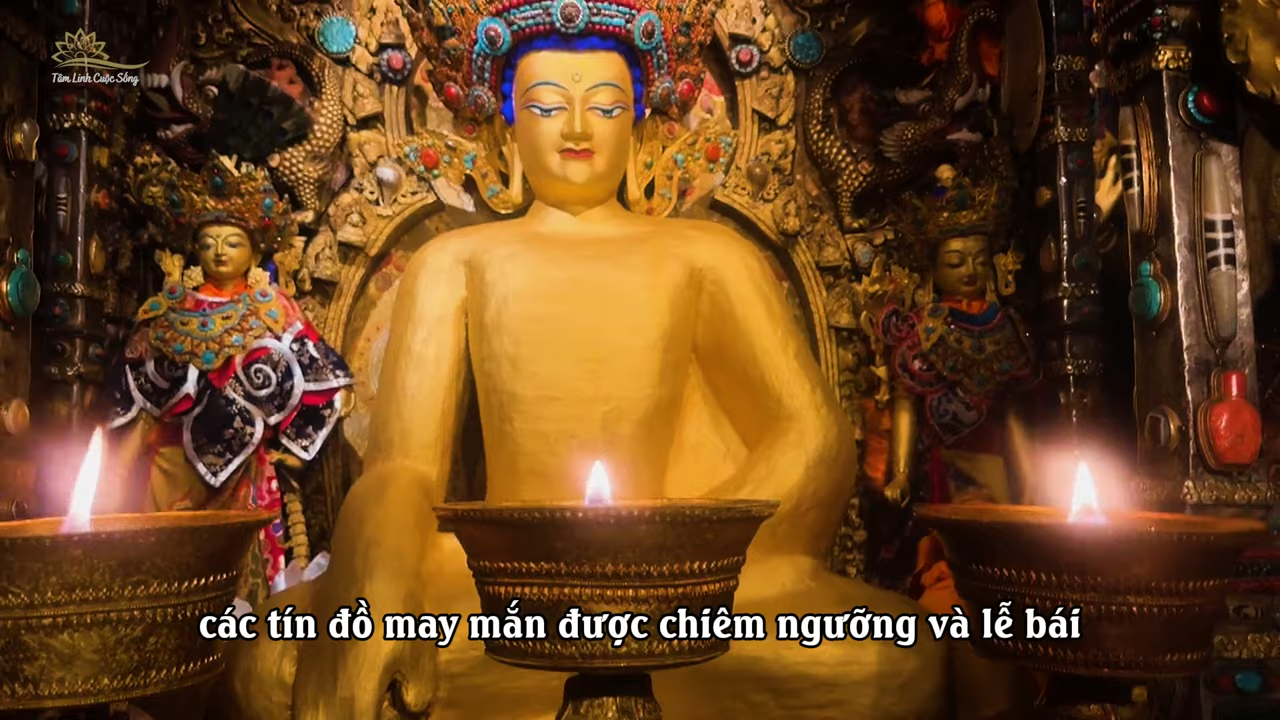 Tâm Linh Cuộc Sống
các tín đồ may mắn được chiêm ngưỡng và lễ bái